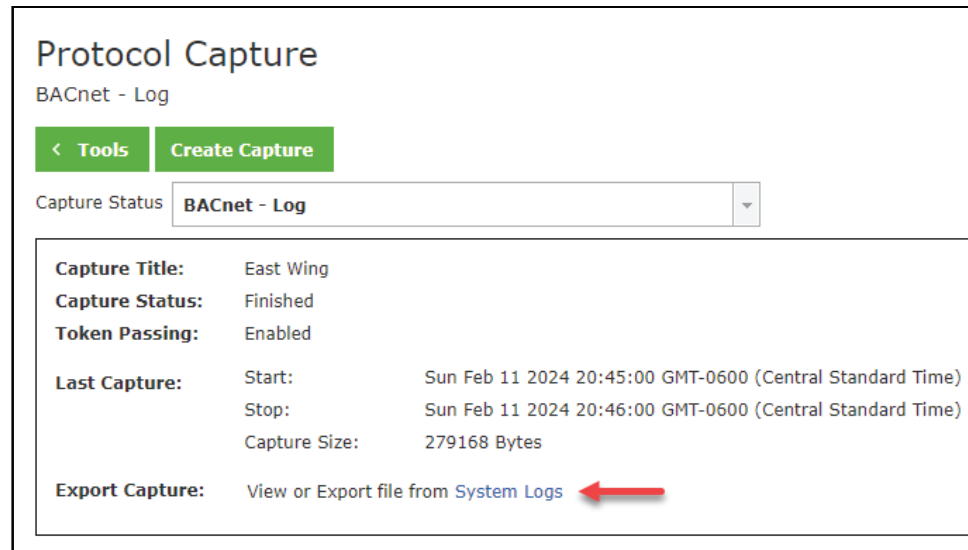 Protocol Capture
BACnet - Log
< Tools Create Capture
Capture Status BACnet - Log
Capture Title: East Wing
Capture Status: Finished
Token Passing: Enabled
Last Capture: Start: Sun Feb 11 2024 20:45:00 GMT-0600 (Central Standard Time)
Stop: Sun Feb 11 2024 20:46:00 GMT-0600 (Central Standard Time)
Capture Size: 279168 Bytes
Export Capture: View or Export file from System Logs